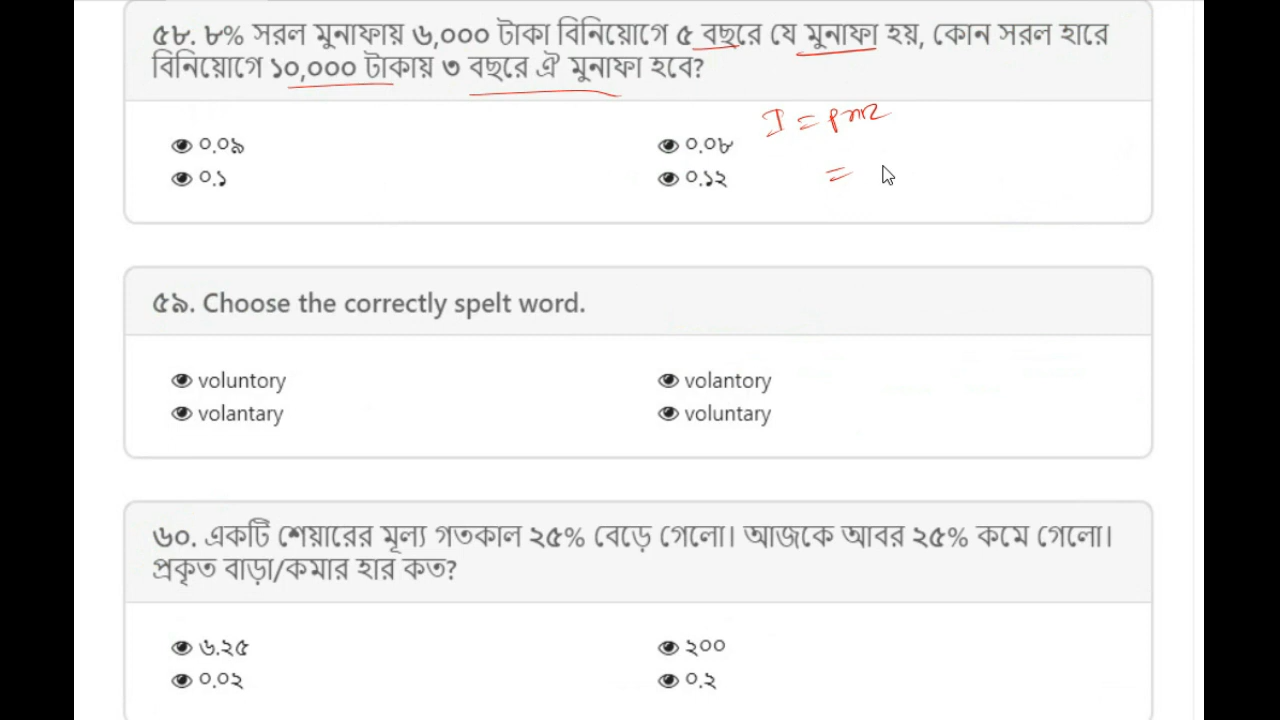 ৫৮. ৮% সরল মুনাফায় ৬,০০০ টাকা বিনিয়োগে ৫ বছরে যে মুনাফা হয়, কোন সরল হারে
বিনিয়োগে ১০,০০০ টাকায় ৩ বছরে ঐ মুনাফা হবে?
I = pnr
=
০.০৯
০.০৮
০.১
০.১২
৫৯. Choose the correctly spelt word.
voluntory
volantory
volantary
voluntary
৬০. একটি শেয়ারের মূল্য গতকাল ২৫% বেড়ে গেলো। আজকে আবর ২৫% কমে গেলো।
প্রকৃত বাড়া/কমার হার কত?
৬.২৫
২০০
০.০২
০.২